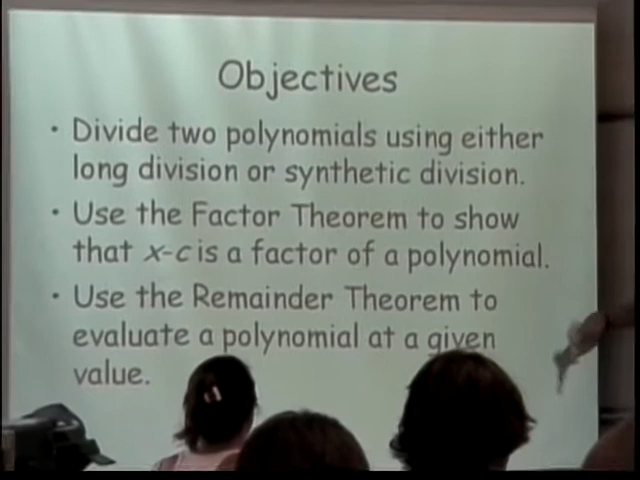 Objectives
• Divide two polynomials using either
long division or synthetic division.
• Use the Factor Theorem to show
that x-c is a factor of a polynomial.
• Use the Remainder Theorem to
evaluate a polynomial at a given
value.